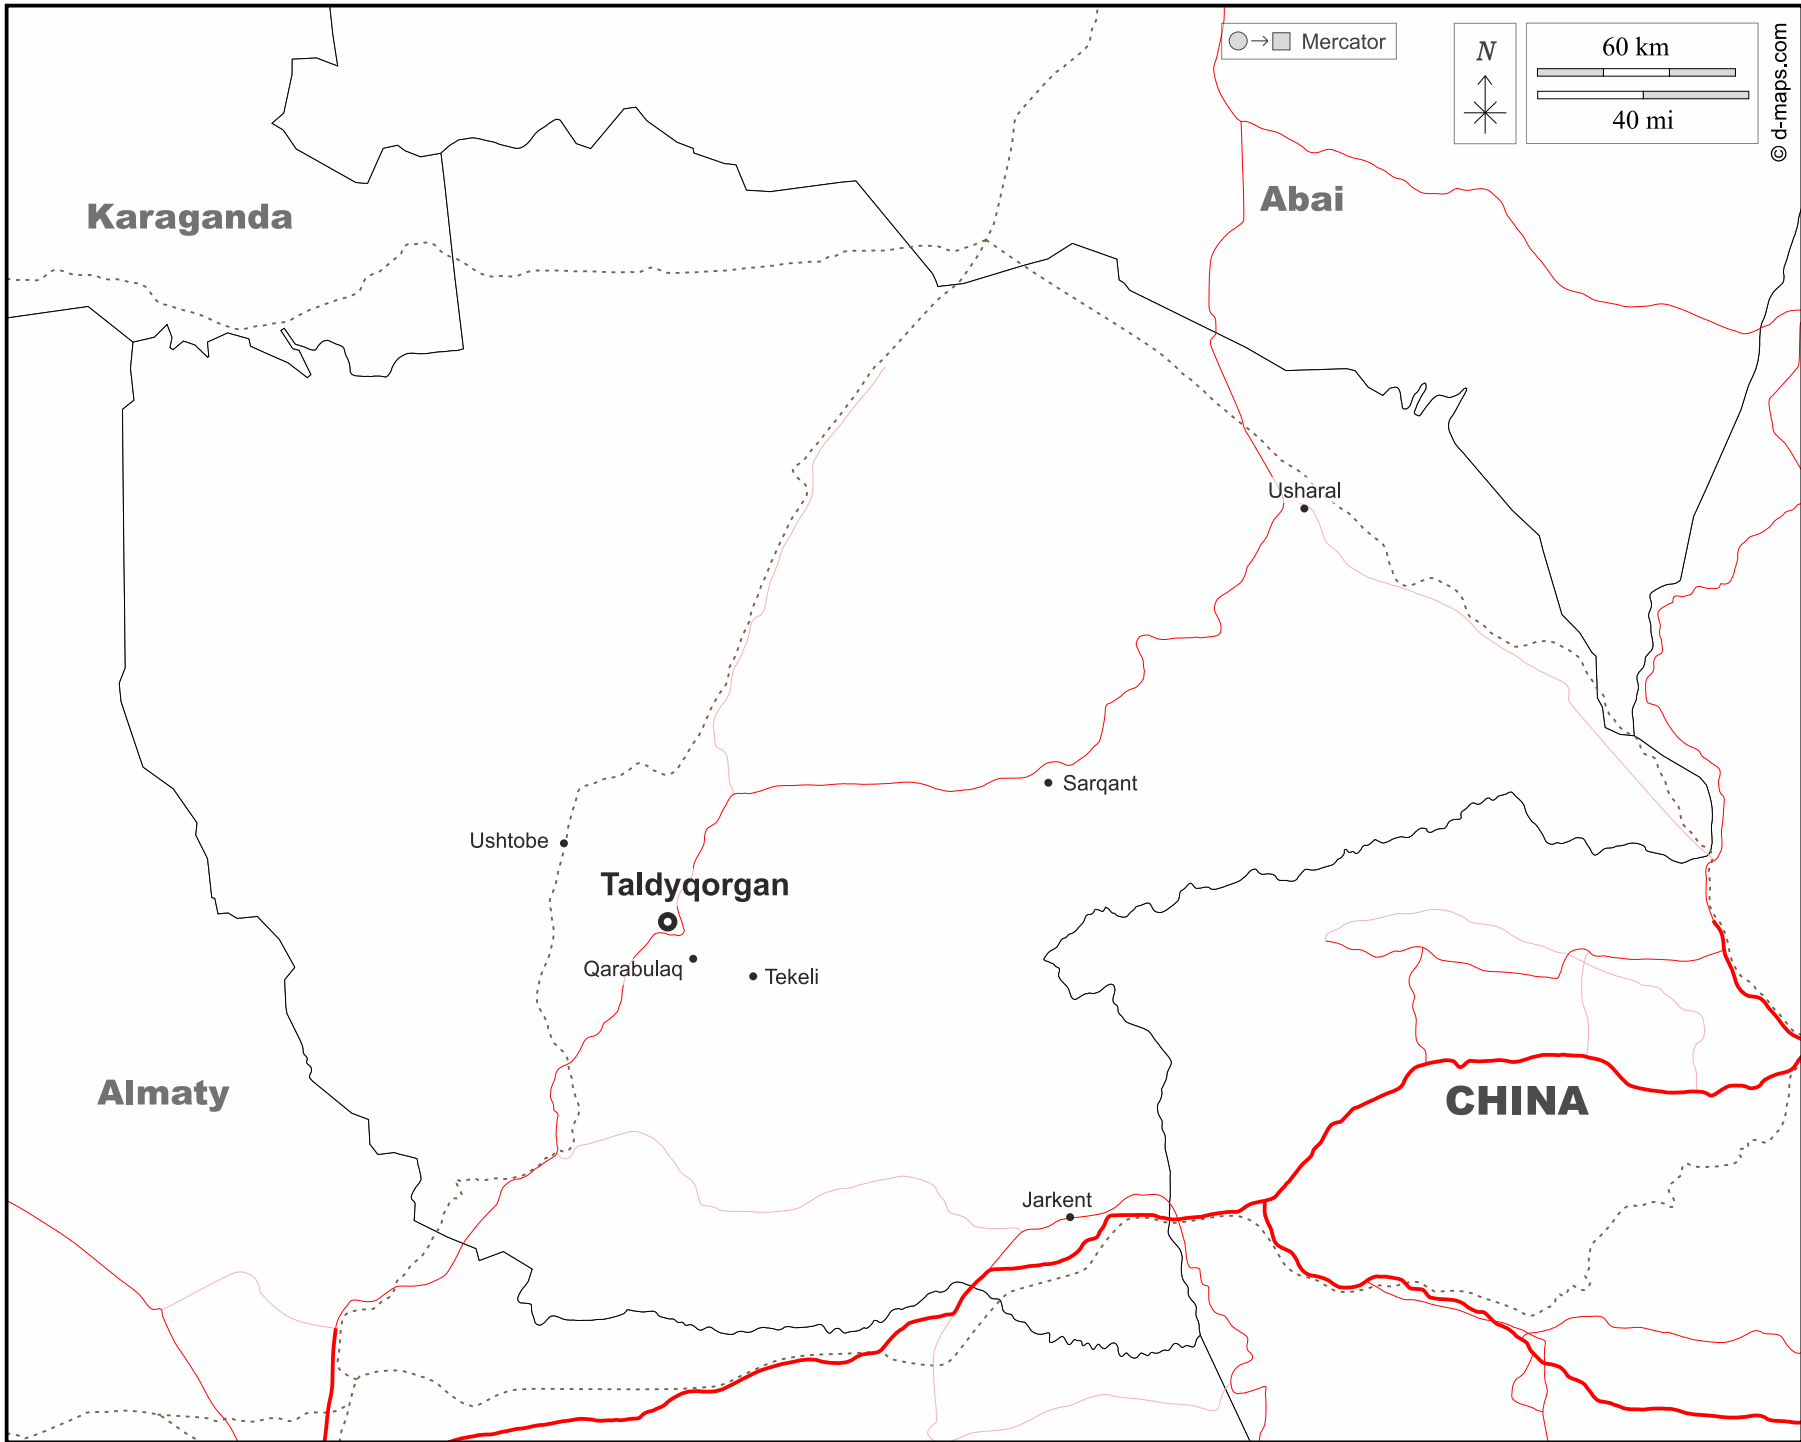 Mercator
N
60 km
40 mi
© d-maps.com
Karaganda
Abai
Usharal
Sarqant
Ushtobe
Taldyqorgan
Qarabulaq
Tekeli
Almaty
CHINA
Jarkent